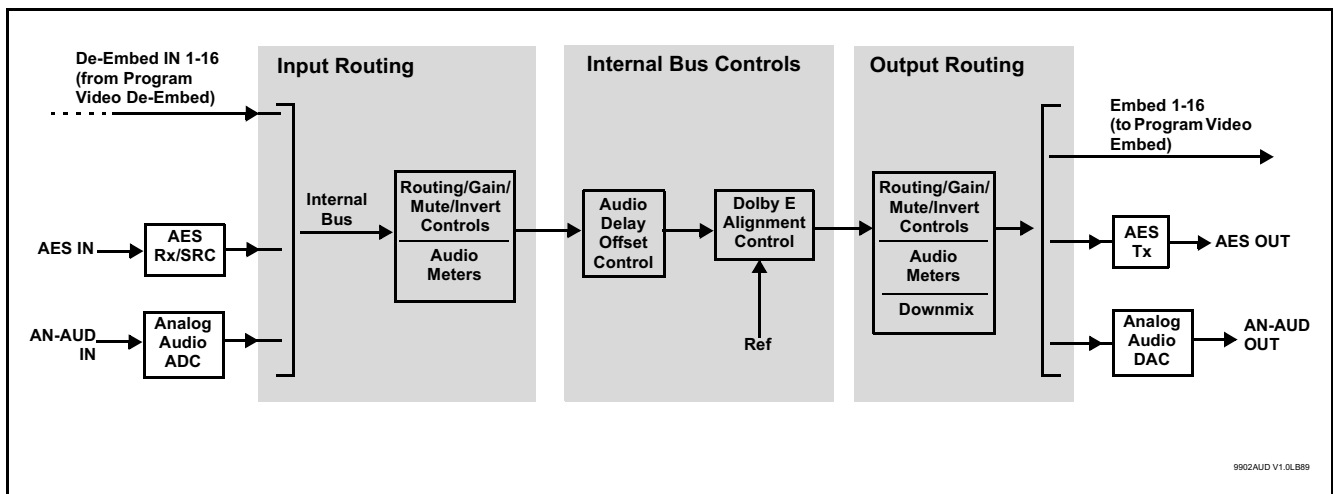 De-Embed IN 1-16
(from Program
Video De-Embed)
Input Routing
Internal Bus Controls
Output Routing
Embed 1-16
(to Program Video
Embed)
Internal
Bus
Routing/Gain/
Mute/Invert
Controls
Audio
Meters
Audio
Delay
Offset
Control
Dolby E
Alignment
Control
Routing/Gain/
Mute/Invert
Controls
Audio
Meters
Downmix
AES IN
AES
Rx/SRC
AES
Tx
AES OUT
AN-AUD
IN
Analog
Audio
ADC
Ref
Analog
Audio
DAC
AN-AUD
OUT
9902AUD V1.0LB89